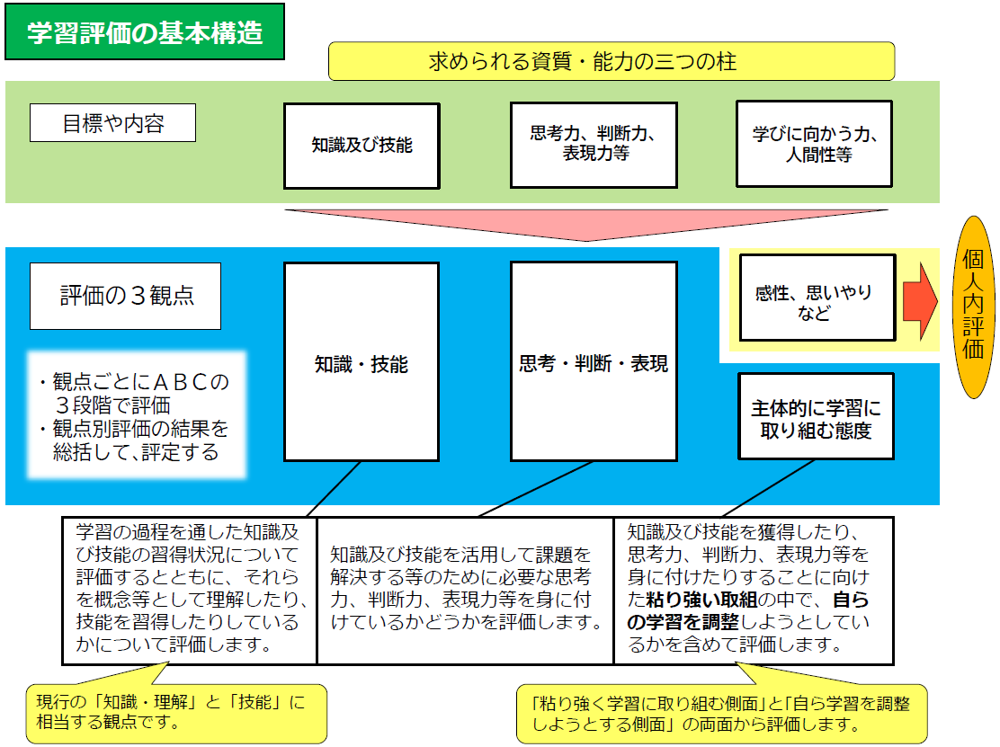 学習評価の基本構造
求められる資質・能力の三つの柱
目標や内容
知識及び技能
思考力、判断力、
表現力等
学びに向かう力、
人間性等
評価の３観点
・観点ごとにＡＢＣの
３段階で評価
・観点別評価の結果を
総括して、評定する
知識・技能
思考・判断・表現
感性、思いやり
など
個人内評価
主体的に学習に
取り組む態度
学習の過程を通した知識及
び技能の習得状況について
評価するとともに、それら
を概念等として理解したり、
技能を習得したりしている
かについて評価します。
知識及び技能を活用して課題を
解決する等のために必要な思考
力、判断力、表現力等を身に付
けているかどうかを評価します。
知識及び技能を獲得したり、
思考力、判断力、表現力等を
身に付けたりすることに向け
た粘り強い取組の中で、自ら
の学習を調整しようとしてい
るかを含めて評価します。
現行の「知識・理解」と「技能」に
相当する観点です。
「粘り強く学習に取り組む側面」と「自ら学習を調整
しようとする側面」の両面から評価します。